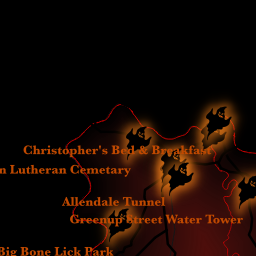 Christopher's Bed & Breakfast
n Lutheran Cemetary
Allendale Tunnel
Greenup Street Water Tower
Big Bone Lick Park